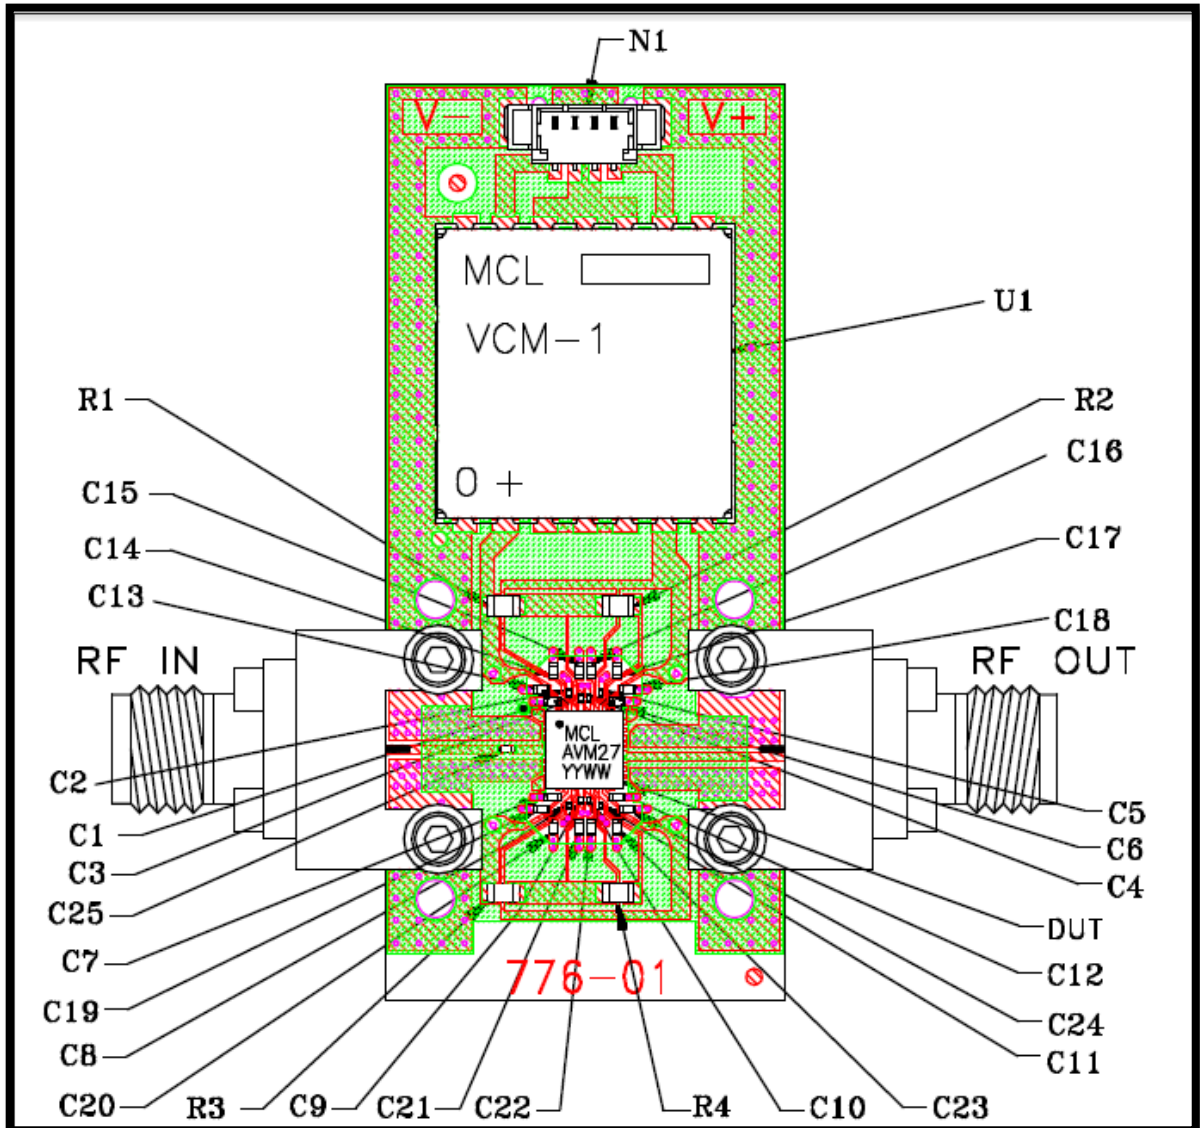 N1
V-
V+
MCL
VCM-1
O +
U1
R1
R2
C15
C16
C14
C17
C13
C18
RF IN
RF OUT
MCL
AVM27
YYWW
C2
C5
C1
C6
C3
C4
C25
DUT
C7
C12
776-01
C19
C24
C8
C11
C20
R3
C9
C21
C22
R4
C10
C23